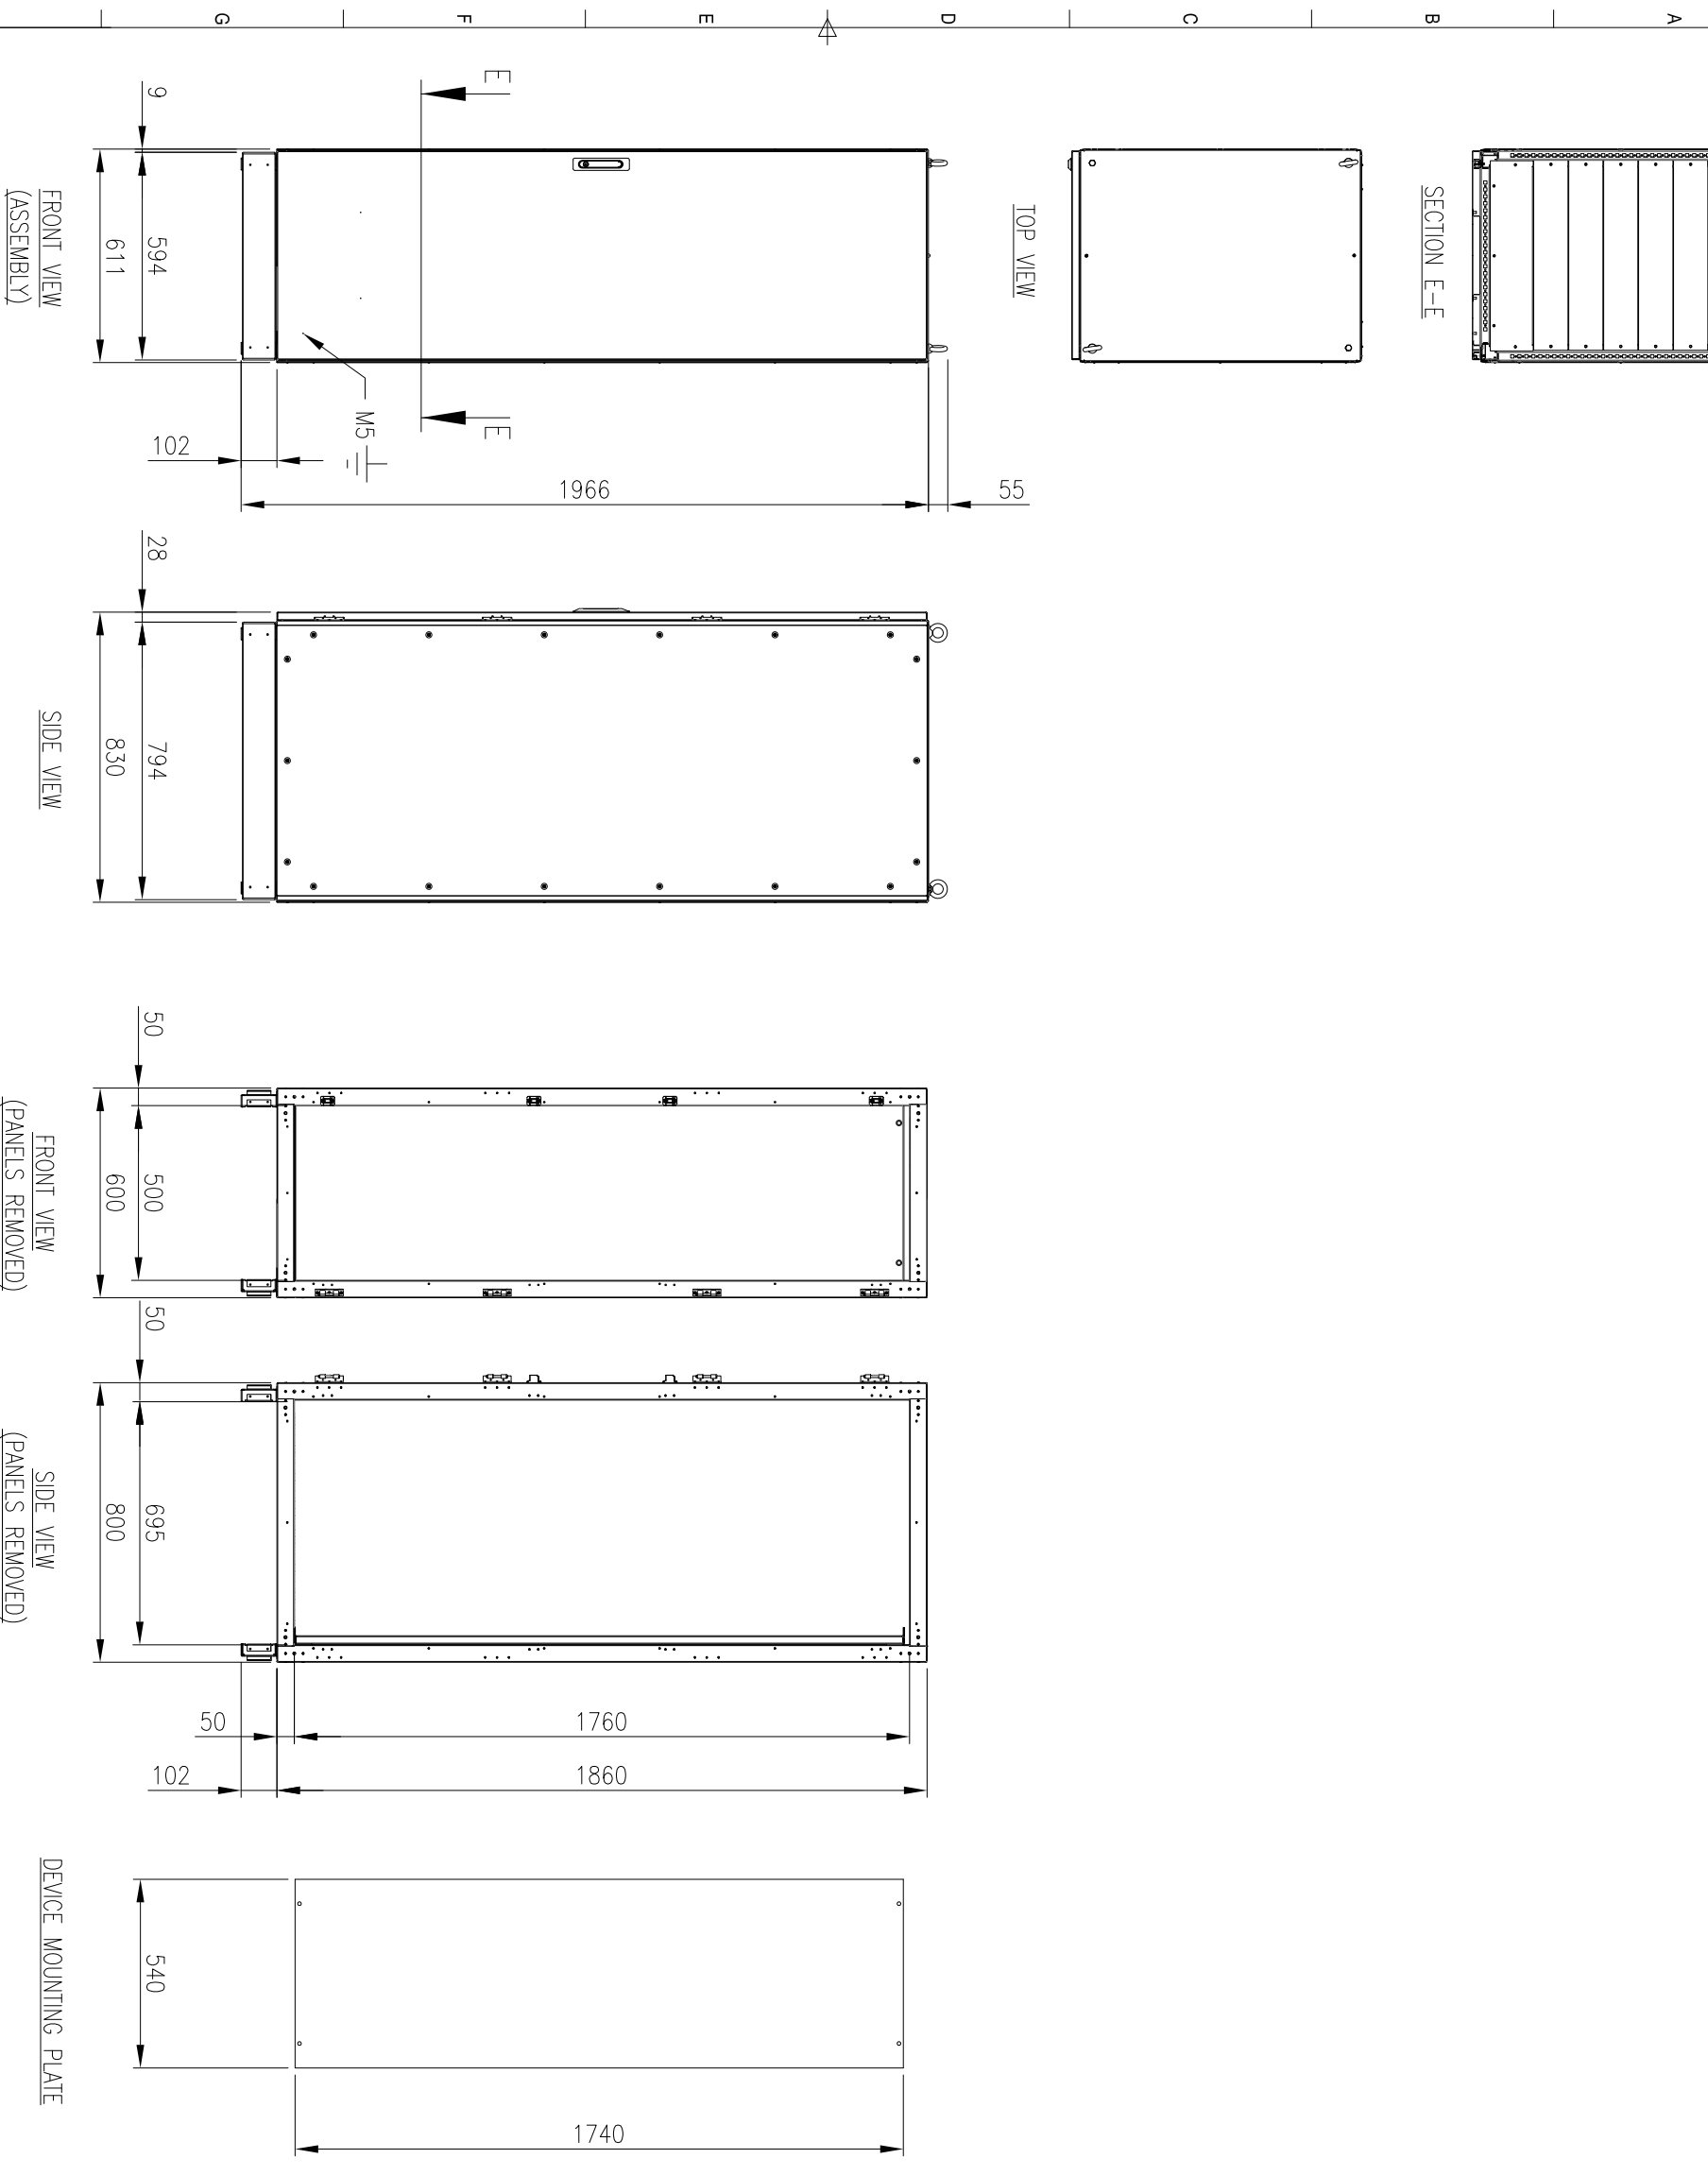 A
B
C
D
E
F
G
SECTION E-E
TOP VIEW
E
E
M5
55
1966
102
9
594
611
FRONT VIEW
(ASSEMBLY)
28
794
830
SIDE VIEW
50
500
600
FRONT VIEW
(PANELS REMOVED)
50
695
800
SIDE VIEW
(PANELS REMOVED)
1760
50
1860
102
540
1740
DEVICE MOUNTING PLATE